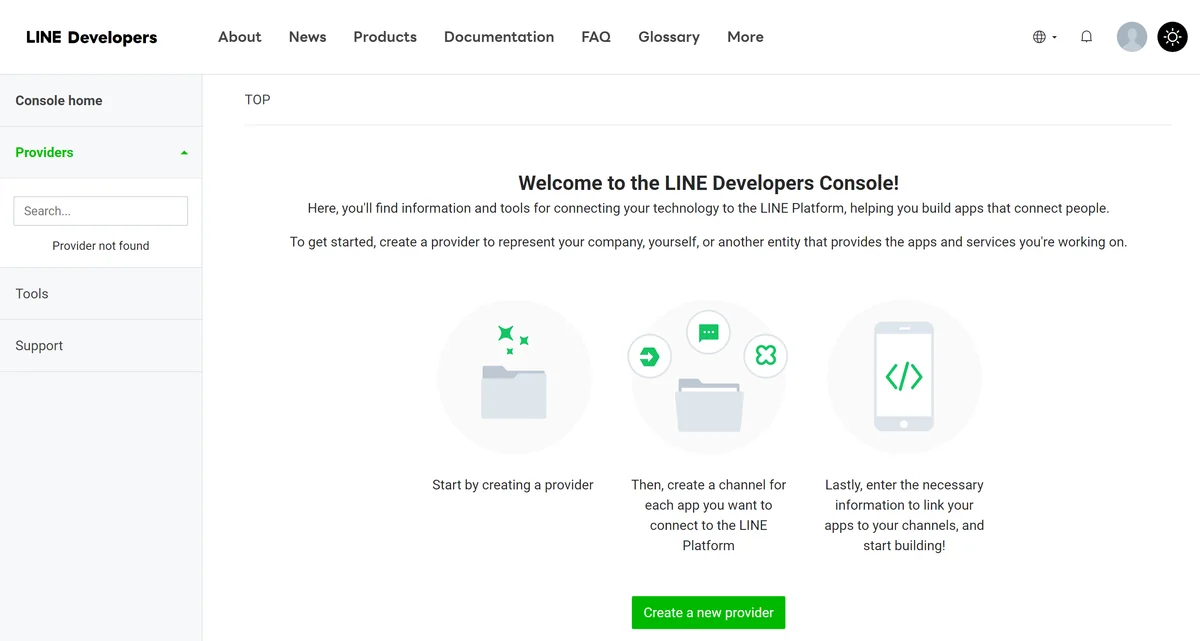 LINE Developers
About News Products Documentation FAQ Glossary More
Console home
Providers
Search...
Provider not found
Tools
Support
TOP
Welcome to the LINE Developers Console!
Here, you'll find information and tools for connecting your technology to the LINE Platform, helping you build apps that connect people.
To get started, create a provider to represent your company, yourself, or another entity that provides the apps and services you're working on.
Start by creating a provider
Then, create a channel for
each app you want to
connect to the LINE
Platform
Lastly, enter the necessary
information to link your
apps to your channels, and
start building!
Create a new provider